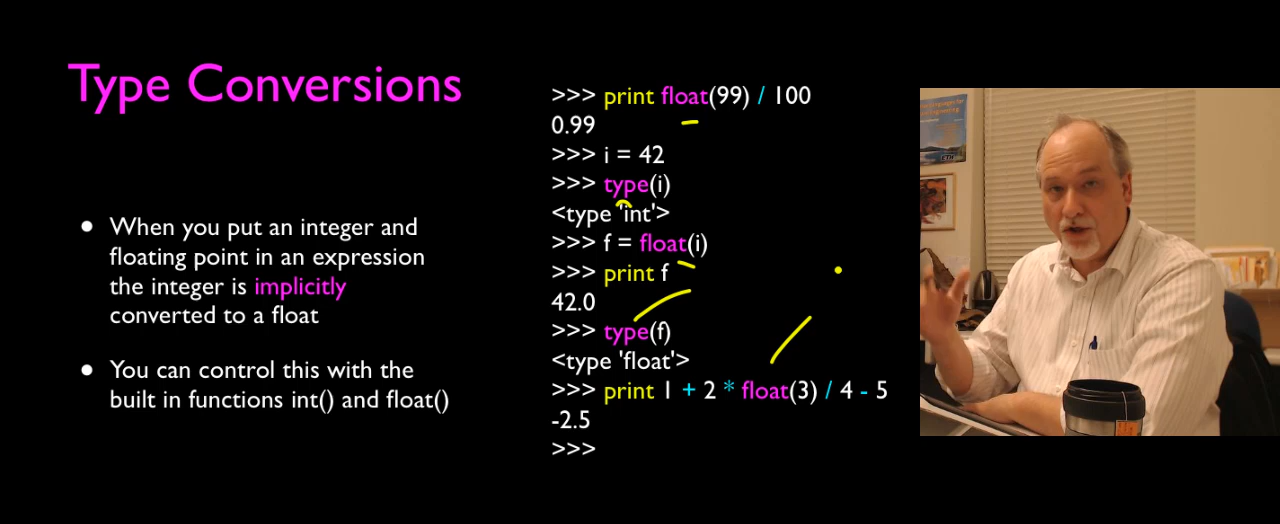 Type Conversions
When you put an integer and
floating point in an expression
the integer is implicitly
converted to a float
You can control this with the
built in functions int() and float()
>>> print float(99) / 100
0.99
>>> i = 42
>>> type(i)
<type 'int'>
>>> f = float(i)
>>> print f
42.0
>>> type(f)
<type 'float'>
>>> print 1 + 2 * float(3) / 4 - 5
-2.5
>>>